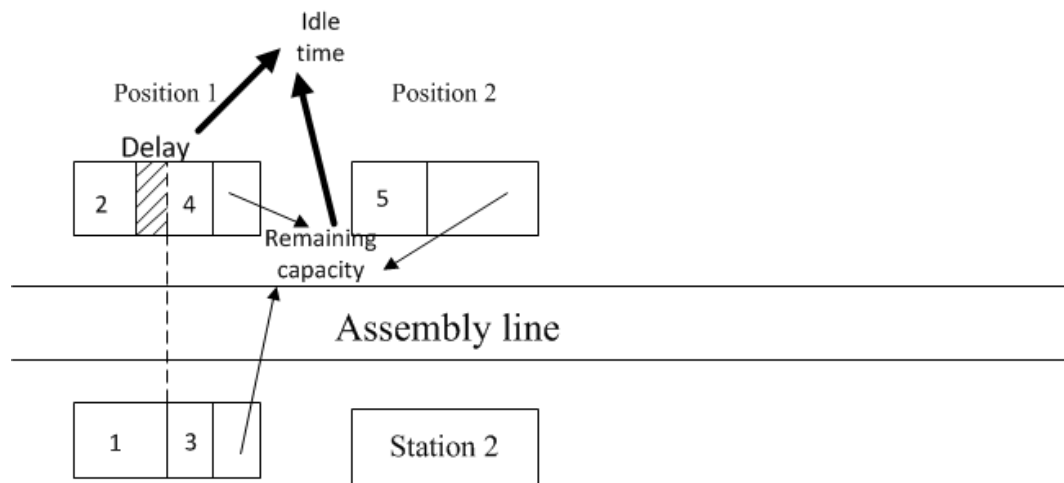 Idle
time
Position 1
Position 2
Delay
2
4
5
Remaining
capacity
Assembly line
1
3
Station 2